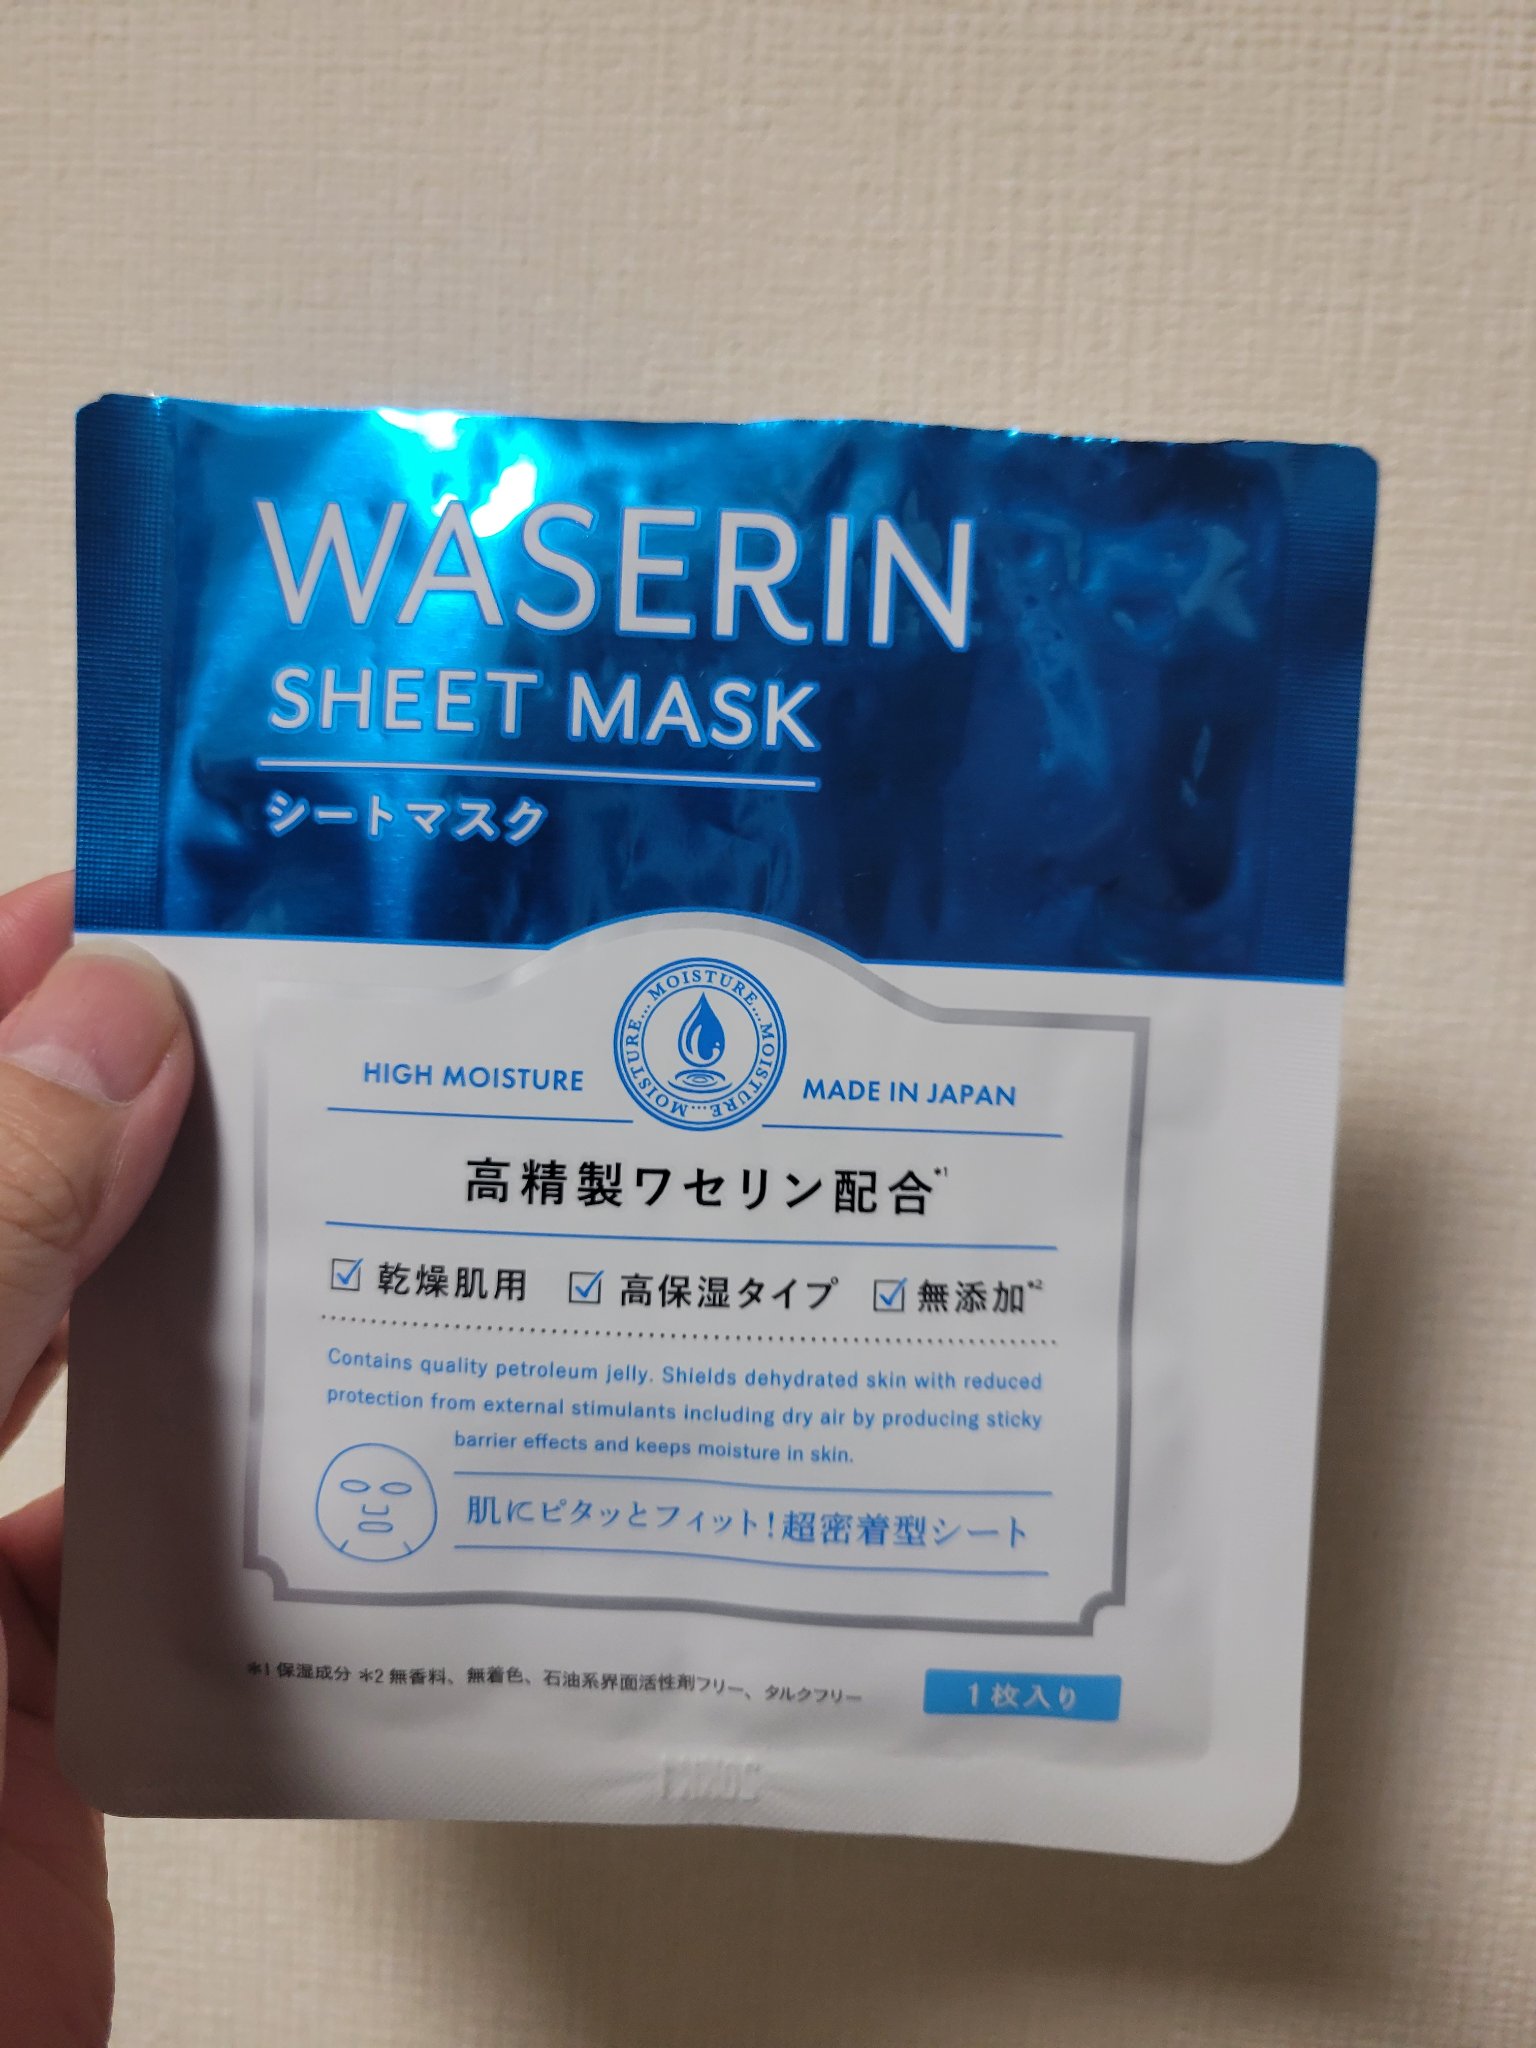 WASERIN
SHEET MASK
シートマスク
MOISTURE... MOISTURE... MOISTURE... MOISTURE...
HIGH MOISTURE
MADE IN JAPAN
高精製ワセリン配合*1
乾燥肌用 高保湿タイプ 無添加*2
Contains quality petroleum jelly. Shields dehydrated skin with reduced
protection from external stimulants including dry air by producing sticky
barrier effects and keeps moisture in skin.
肌にピタッとフィット!超密着型シート
*1 保湿成分 *2 無香料、無着色、石油系界面活性剤フリー、タルクフリー
1枚入り